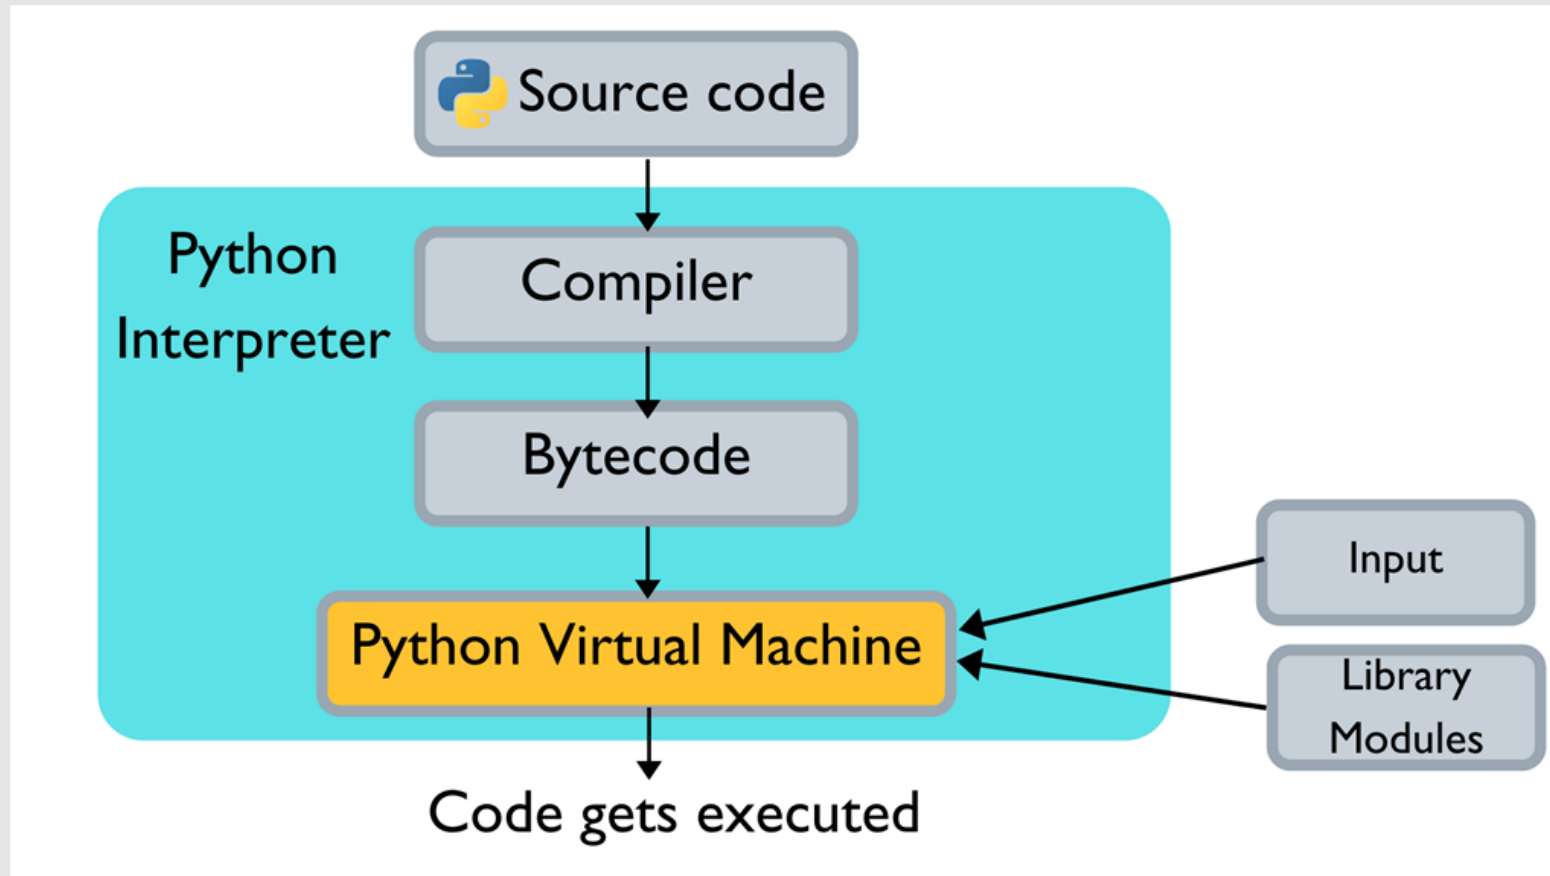 Source code
Python
Interpreter
Compiler
Bytecode
Python Virtual Machine
Input
Library
Modules
Code gets executed